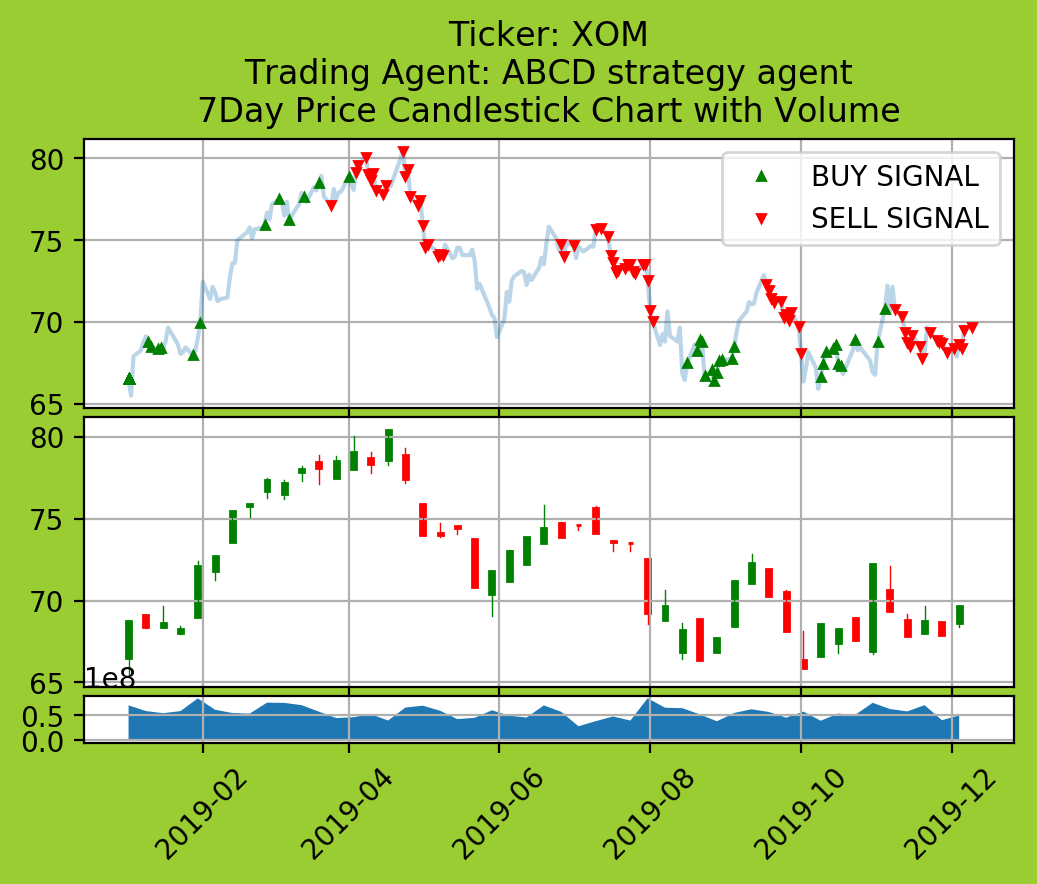 Ticker: XOM
Trading Agent: ABCD strategy agent
7Day Price Candlestick Chart with Volume
80
75
70
65
BUY SIGNAL
SELL SIGNAL
80
75
70
65
1e8
0.5
0.0
2019-02
2019-04
2019-06
2019-08
2019-10
2019-12